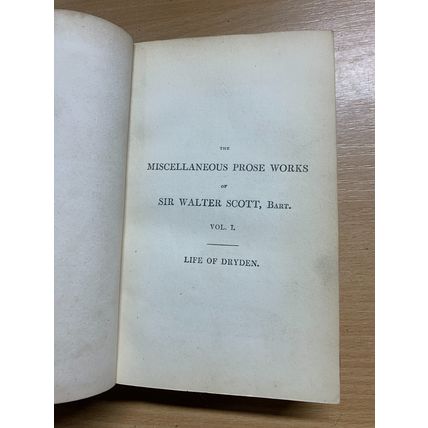 THE
MISCELLANEOUS PROSE WORKS
OF
SIR WALTER SCOTT, BART.
VOL. I.
LIFE OF DRYDEN.